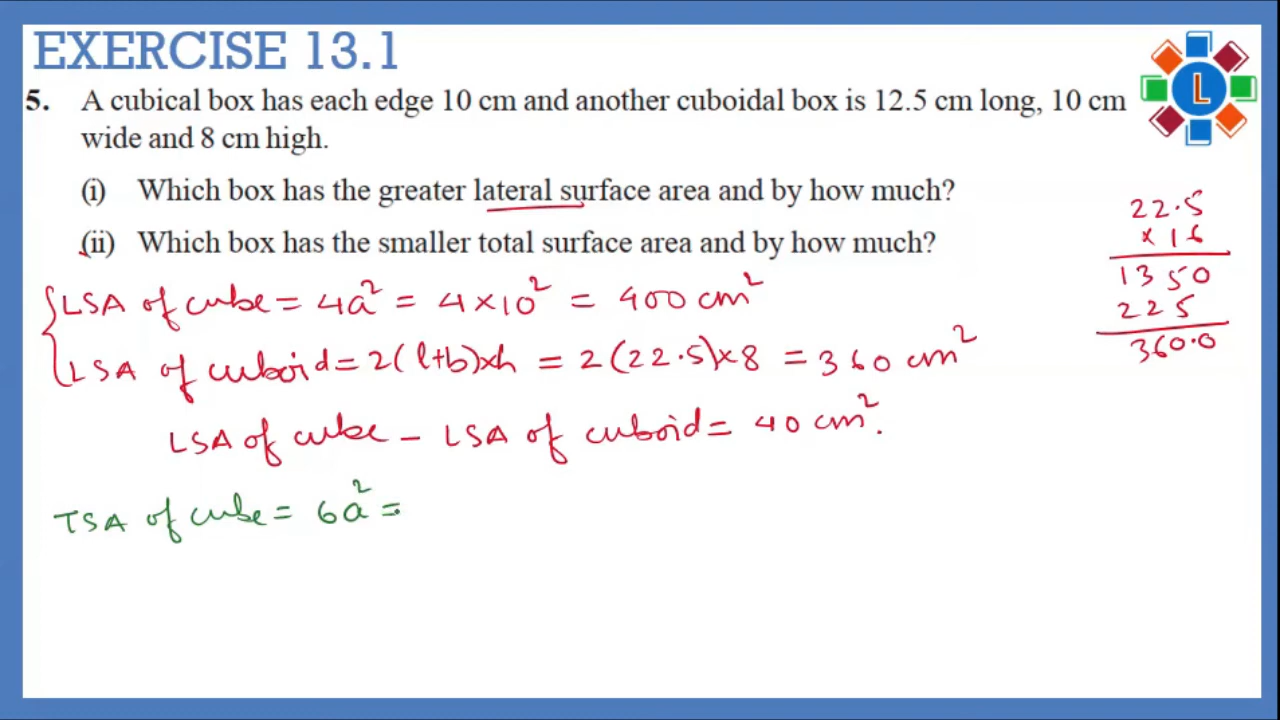 EXERCISE 13.1
L
5. A cubical box has each edge 10 cm and another cuboidal box is 12.5 cm long, 10 cm
wide and 8 cm high.
(i) Which box has the greater lateral surface area and by how much?
(ii) Which box has the smaller total surface area and by how much?
22.5
× 16
1350
225
360.0
LSA of cube = 4a² = 4 × 10² = 400 cm²
LSA of cuboid = 2(l+b)×h = 2(22.5)×8 = 360 cm²
LSA of cube – LSA of cuboid = 40 cm².
TSA of cube = 6a² =